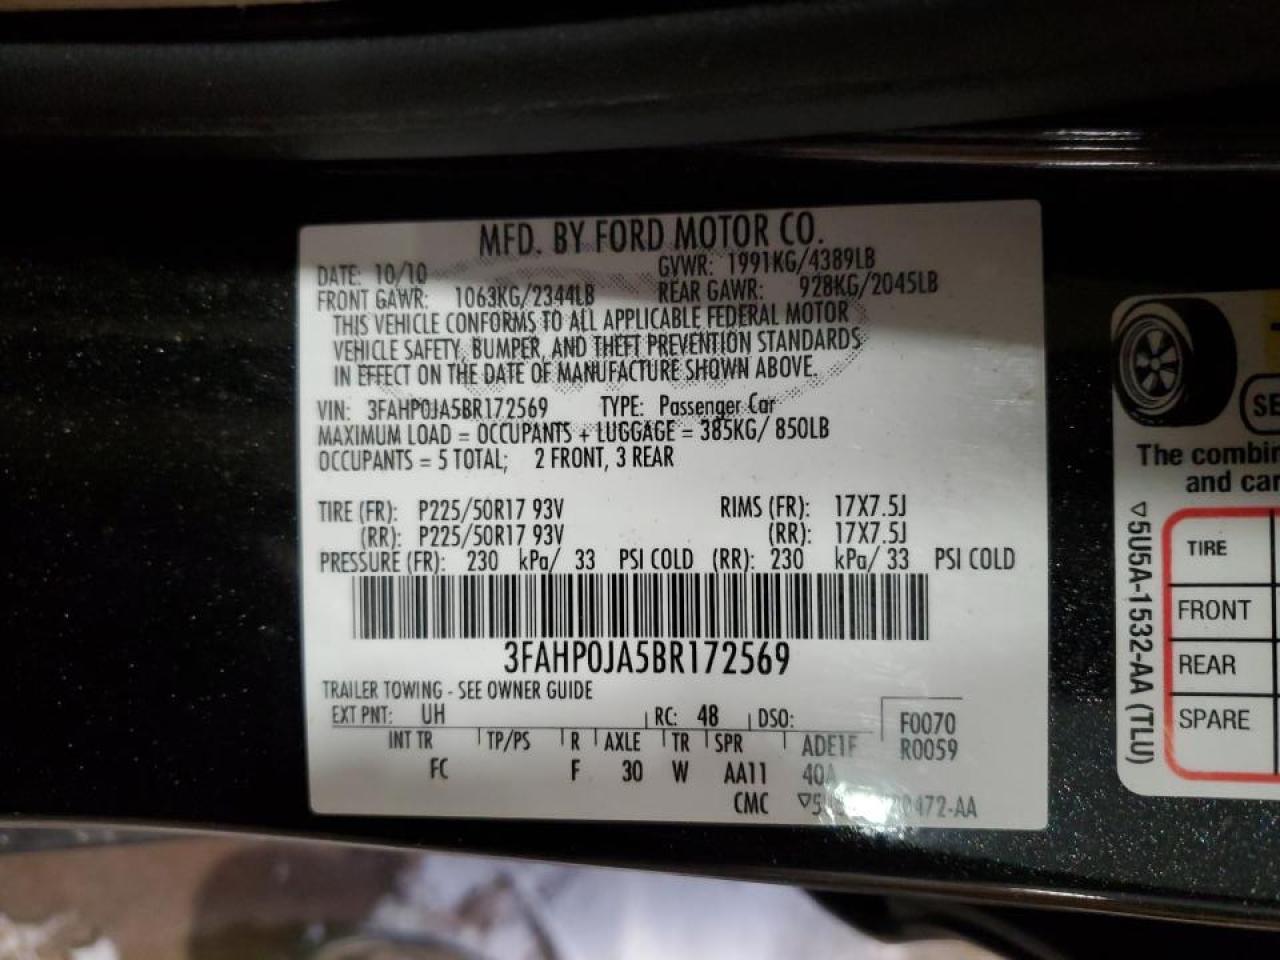 MFD. BY FORD MOTOR CO.
DATE: 10/10 GVWR: 1991KG/4389LB
FRONT GAWR: 1063KG/2344LB REAR GAWR: 928KG/2045LB
THIS VEHICLE CONFORMS TO ALL APPLICABLE FEDERAL MOTOR
VEHICLE SAFETY, BUMPER, AND THEFT PREVENTION STANDARDS
IN EFFECT ON THE DATE OF MANUFACTURE SHOWN ABOVE.
VIN: 3FAHP0JA5BR172569 TYPE: Passenger Car
MAXIMUM LOAD = OCCUPANTS + LUGGAGE = 385KG/ 850LB
OCCUPANTS = 5 TOTAL; 2 FRONT, 3 REAR
TIRE (FR): P225/50R17 93V RIMS (FR): 17X7.5J
(RR): P225/50R17 93V (RR): 17X7.5J
PRESSURE (FR): 230 kPa/ 33 PSI COLD (RR): 230 kPa/ 33 PSI COLD
3FAHP0JA5BR172569
TRAILER TOWING - SEE OWNER GUIDE
EXT PNT: UH RC: 48 DSO: F0070
INT TR TP/PS R AXLE TR SPR ADE1F R0059
FC F 30 W AA11
CMC
The
and
5U5A-1532-AA (TLU)
TIRE
FRONT
REAR
SPARE